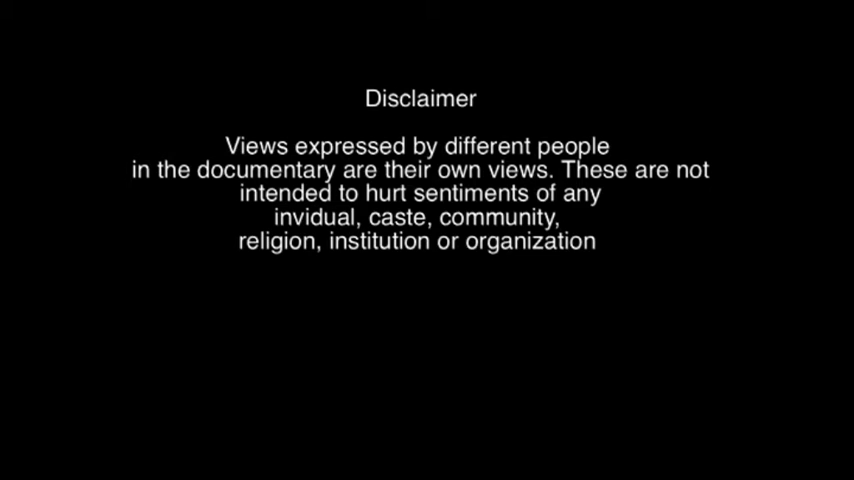 Disclaimer
Views expressed by different people
in the documentary are their own views. These are not
intended to hurt sentiments of any
invidual, caste, community,
religion, institution or organization